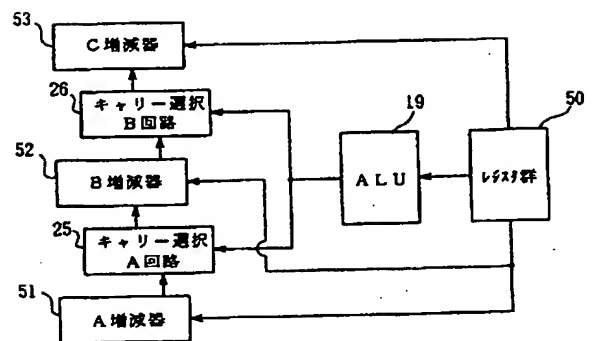 53
C増減器
26
キャリー選択
B回路
19
50
52
B増減器
ALU
レジスタ群
25
キャリー選択
A回路
51
A増減器